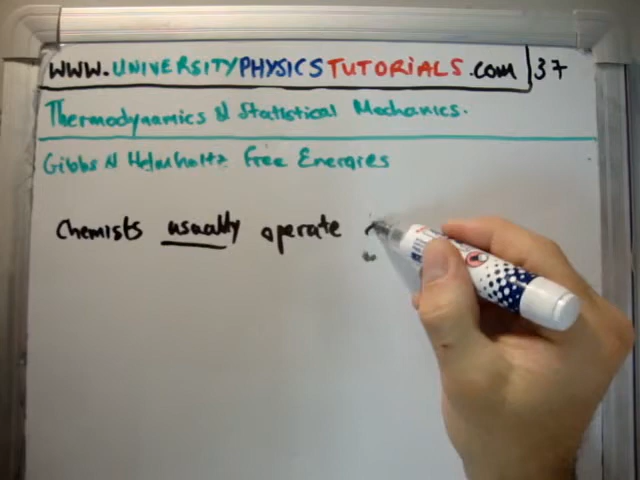 www.UNIVERSITYPHYSICSTUTORIALS.com 37
Thermodynamics & Statistical Mechanics.
Gibbs & Helmholtz Free Energies
Chemists usually operate